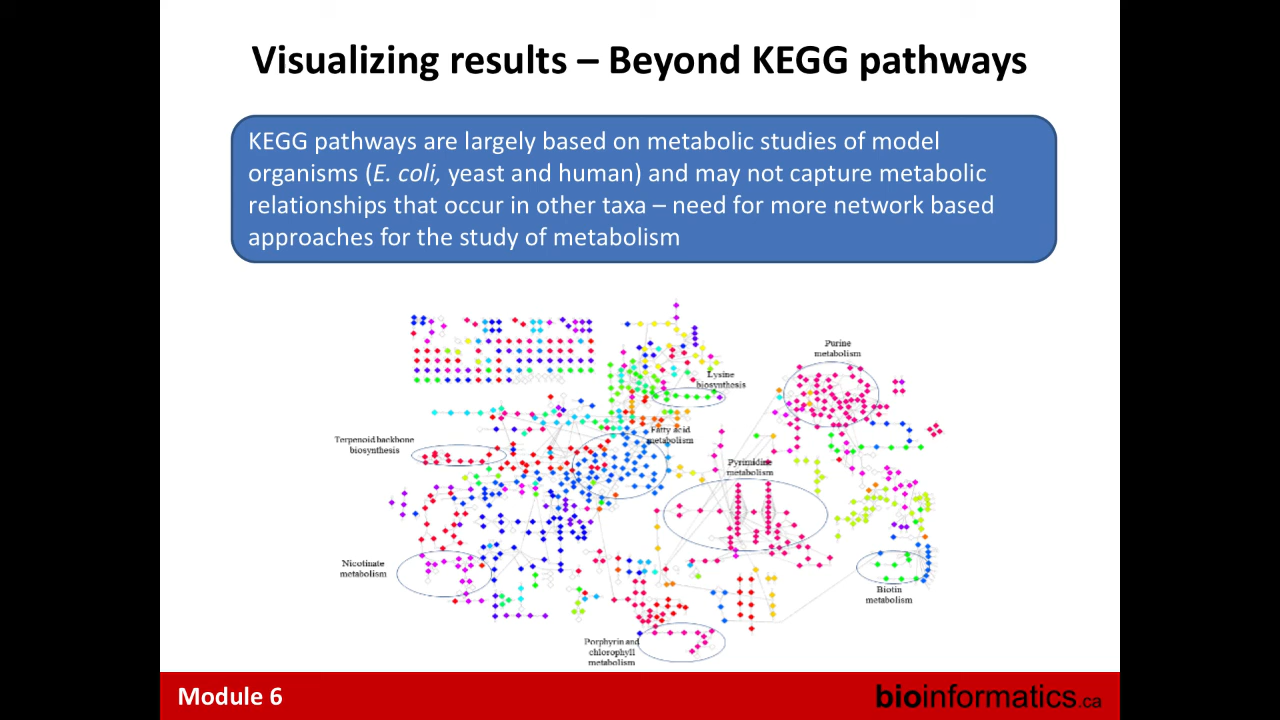 Visualizing results – Beyond KEGG pathways
KEGG pathways are largely based on metabolic studies of model
organisms (E. coli, yeast and human) and may not capture metabolic
relationships that occur in other taxa – need for more network based
approaches for the study of metabolism
Purine
metabolism
Lysine
biosynthesis
Fatty acid
metabolism
Terpenoid backbone
biosynthesis
Pyrimidine
metabolism
Nicotinate
metabolism
Biotin
metabolism
Porphyrin and
chlorophyll
metabolism
Module 6
bioinformatics.ca